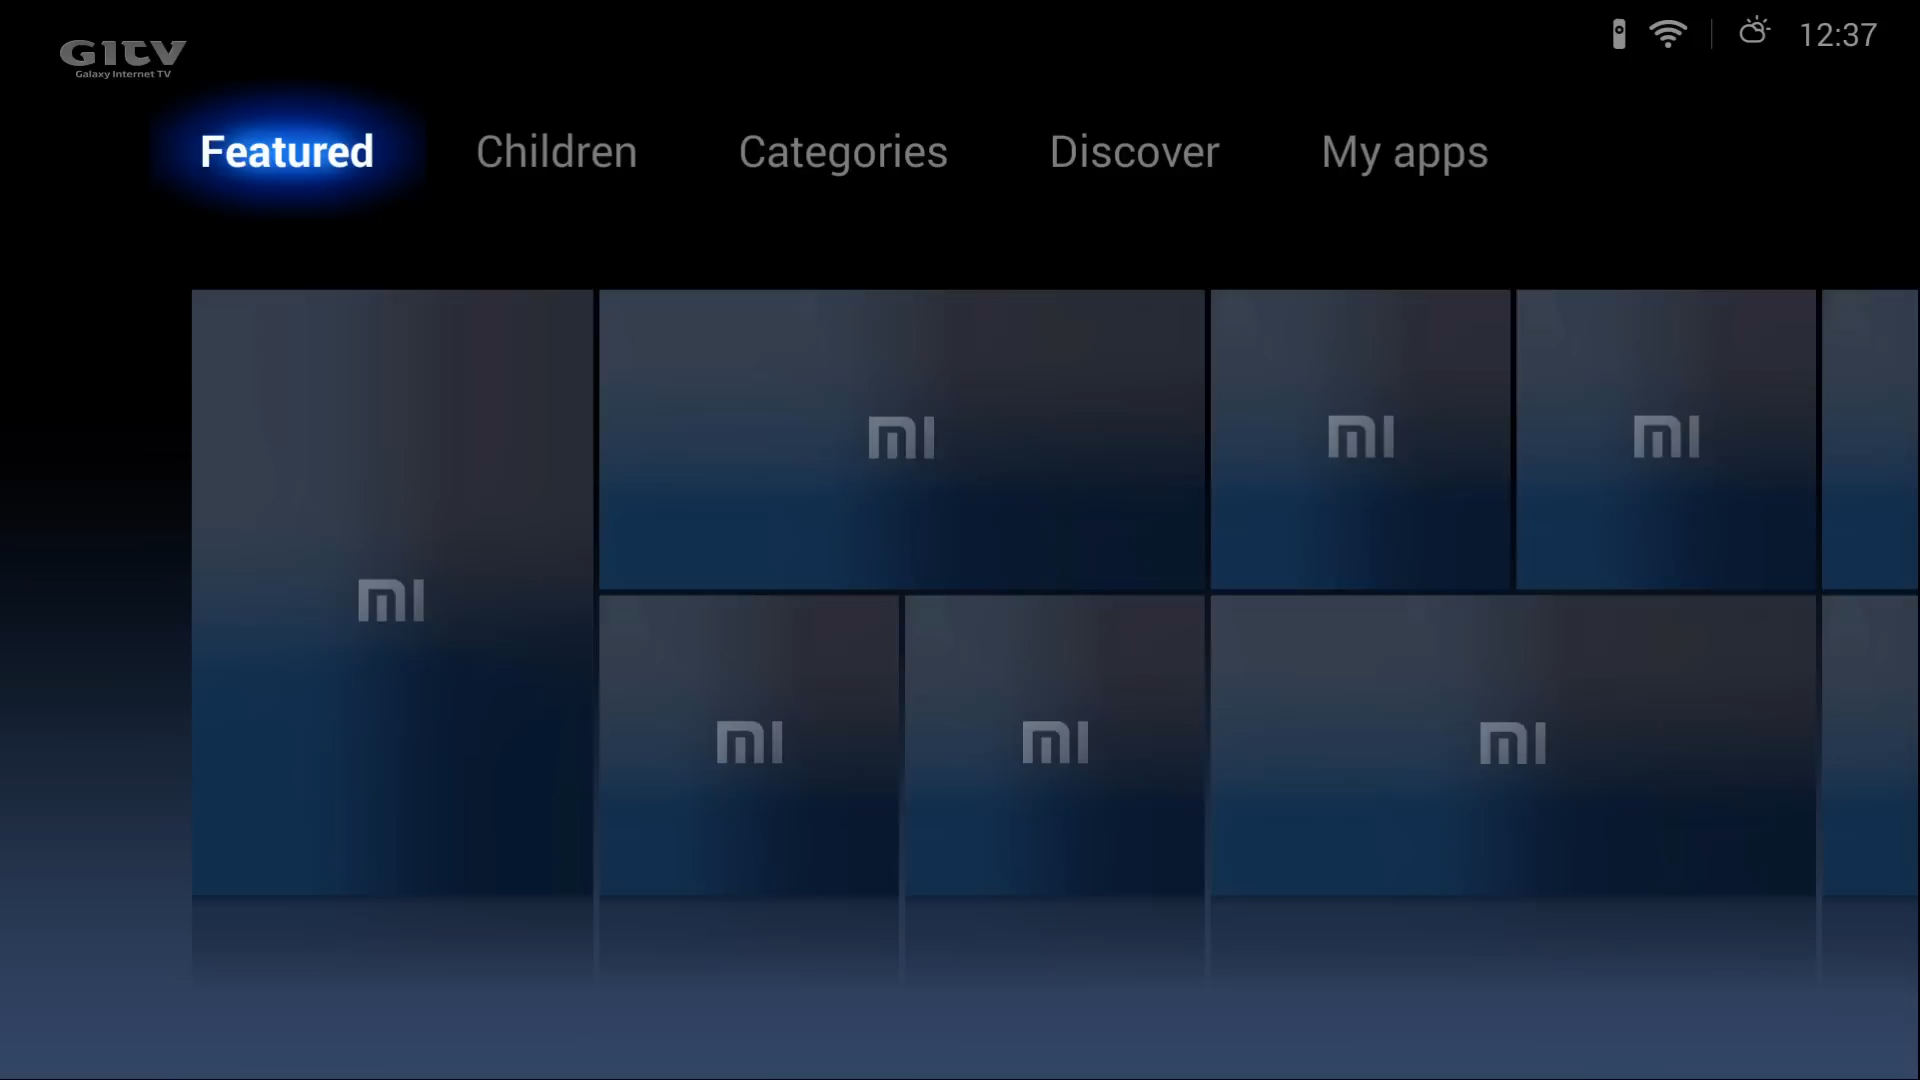 GITV
Galaxy Internet TV
12:37
Featured
Children
Categories
Discover
My apps
MI
MI
MI
MI
MI
MI
MI